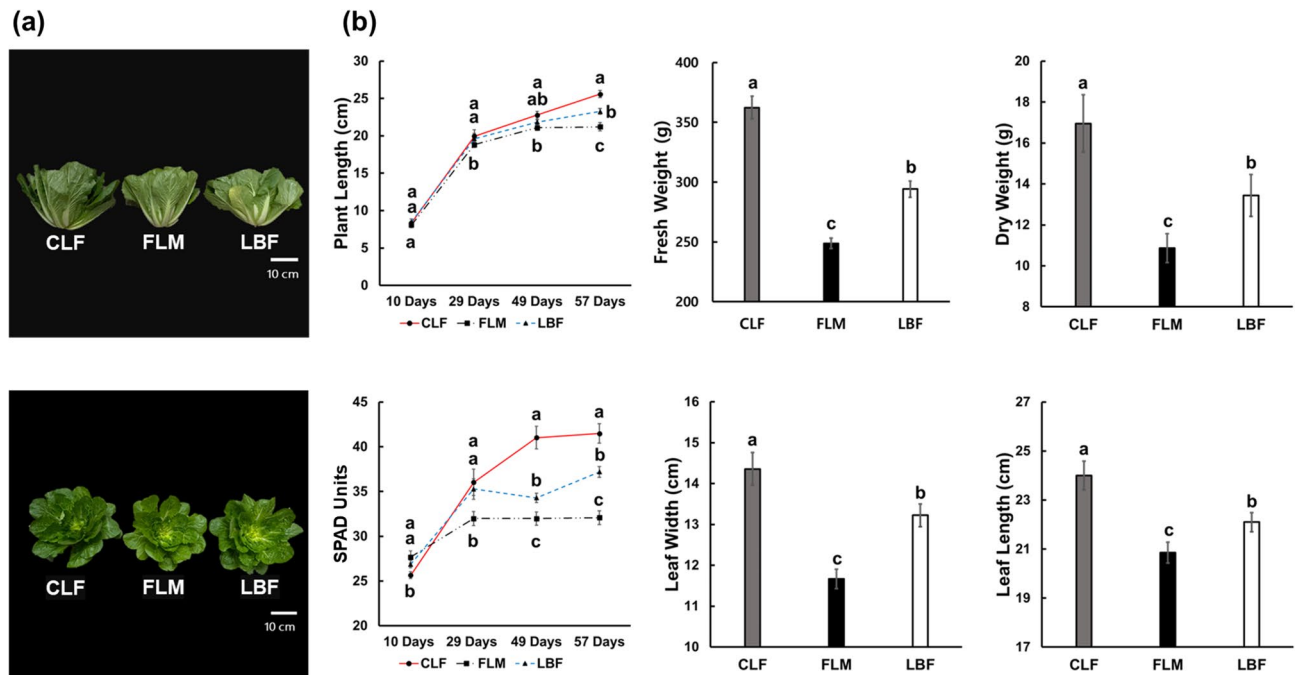 (a)
CLF FLM LBF
10 cm
CLF FLM LBF
10 cm
(b)
Plant Length (cm)
30
25
20
15
10
5
0
a
a
a
a
a
b
a
ab
b
a
b
c
10 Days 29 Days 49 Days 57 Days
CLF FLM LBF
Fresh Weight (g)
400
350
300
250
200
a
c
b
CLF FLM LBF
Dry Weight (g)
18
16
14
12
10
8
a
c
b
CLF FLM LBF
SPAD Units
45
40
35
30
25
20
a
a
b
a
a
b
a
b
c
a
b
c
10 Days 29 Days 49 Days 57 Days
CLF FLM LBF
Leaf Width (cm)
16
15
14
13
12
11
10
a
c
b
CLF FLM LBF
Leaf Length (cm)
27
25
23
21
19
17
a
c
b
CLF FLM LBF